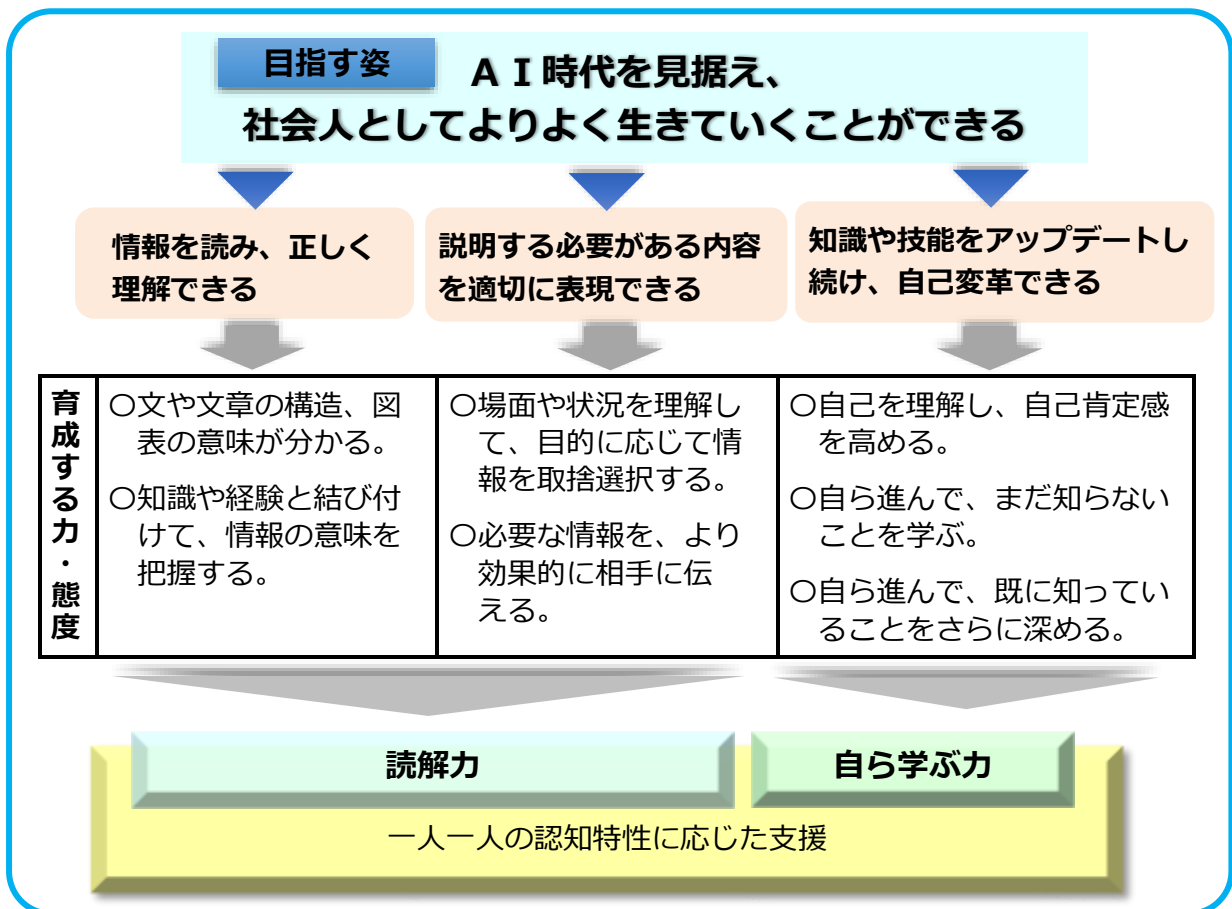 目指す姿
ＡＩ時代を見据え、
社会人としてよりよく生きていくことができる
情報を読み、正しく
理解できる
説明する必要がある内容
を適切に表現できる
知識や技能をアップデートし
続け、自己変革できる
育成する力・態度
〇文や文章の構造、図
表の意味が分かる。
〇知識や経験と結び付
けて、情報の意味を
把握する。
〇場面や状況を理解し
て、目的に応じて情
報を取捨選択する。
〇必要な情報を、より
効果的に相手に伝
える。
〇自己を理解し、自己肯定感
を高める。
〇自ら進んで、まだ知らない
ことを学ぶ。
〇自ら進んで、既に知ってい
ることをさらに深める。
読解力
自ら学ぶ力
一人一人の認知特性に応じた支援